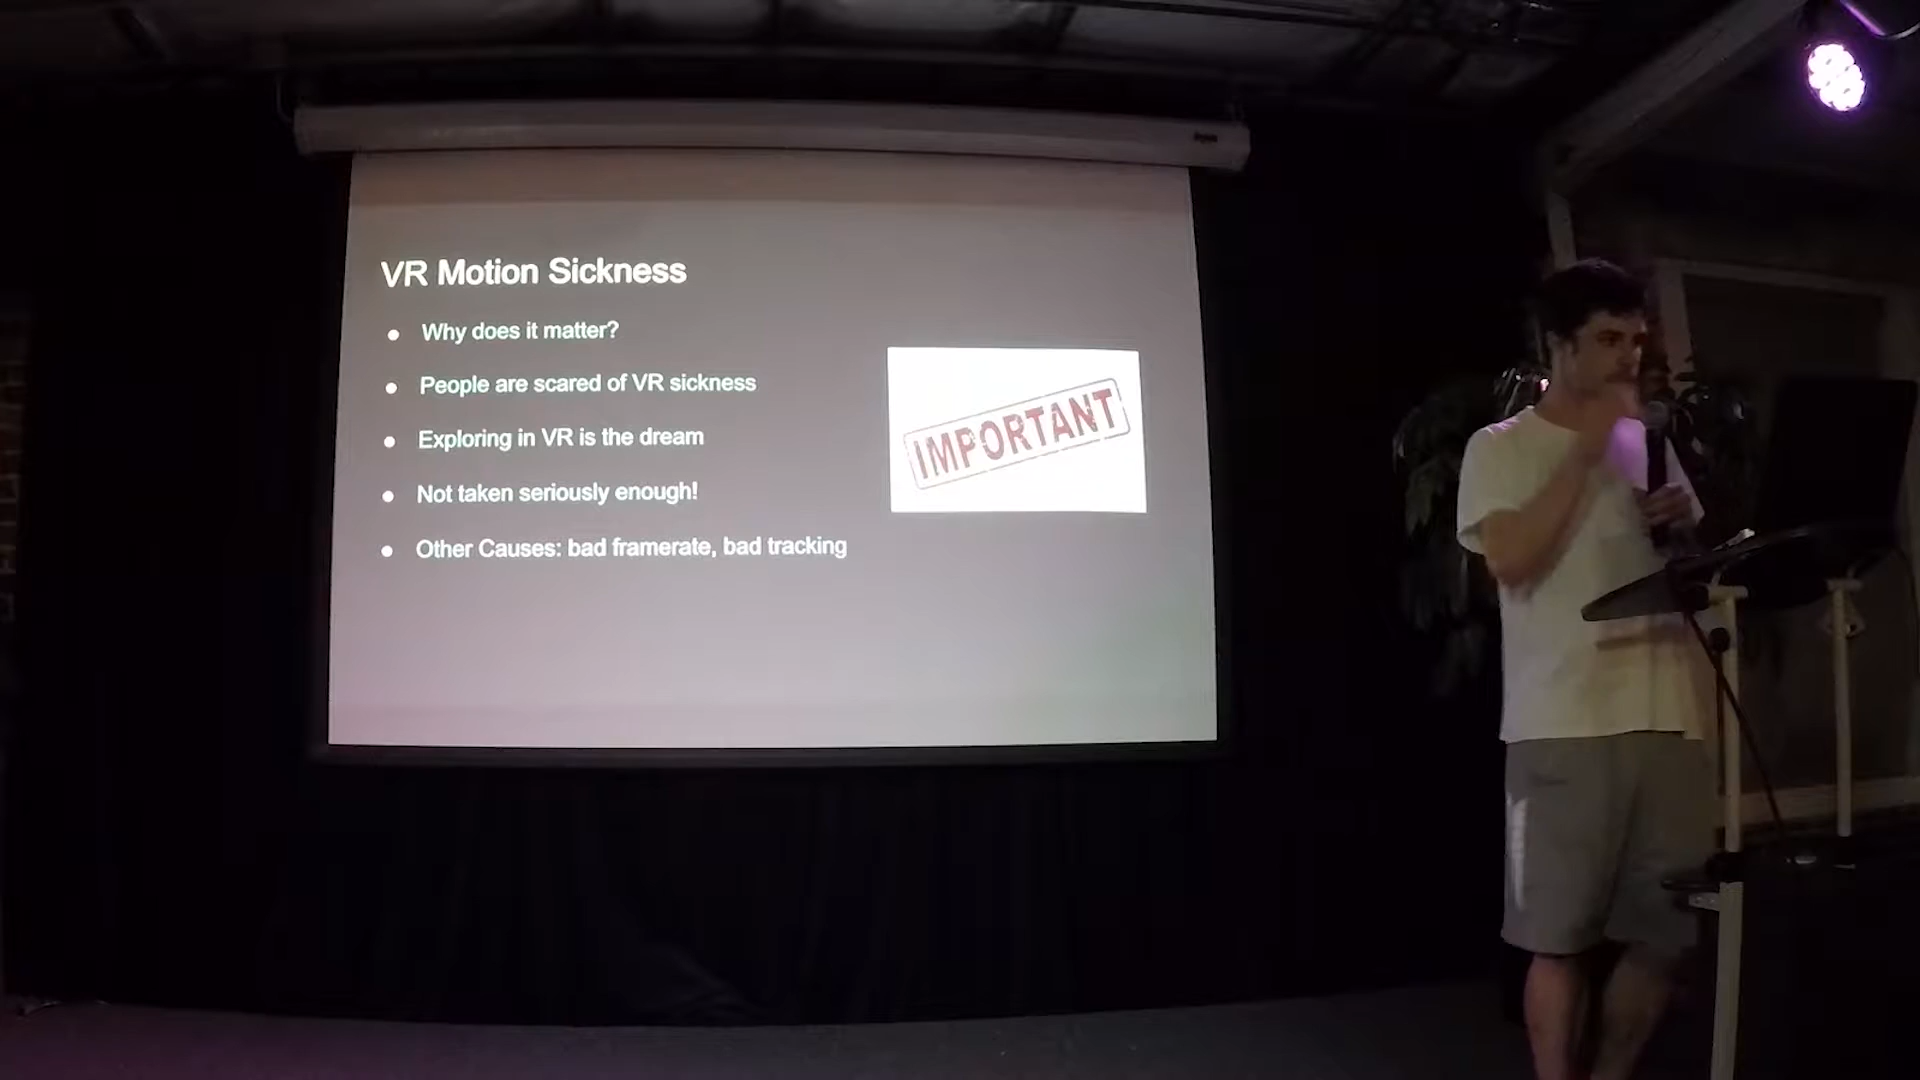 VR Motion Sickness
● Why does it matter?
● People are scared of VR sickness
● Exploring in VR is the dream
● Not taken seriously enough!
● Other Causes: bad framerate, bad tracking
IMPORTANT